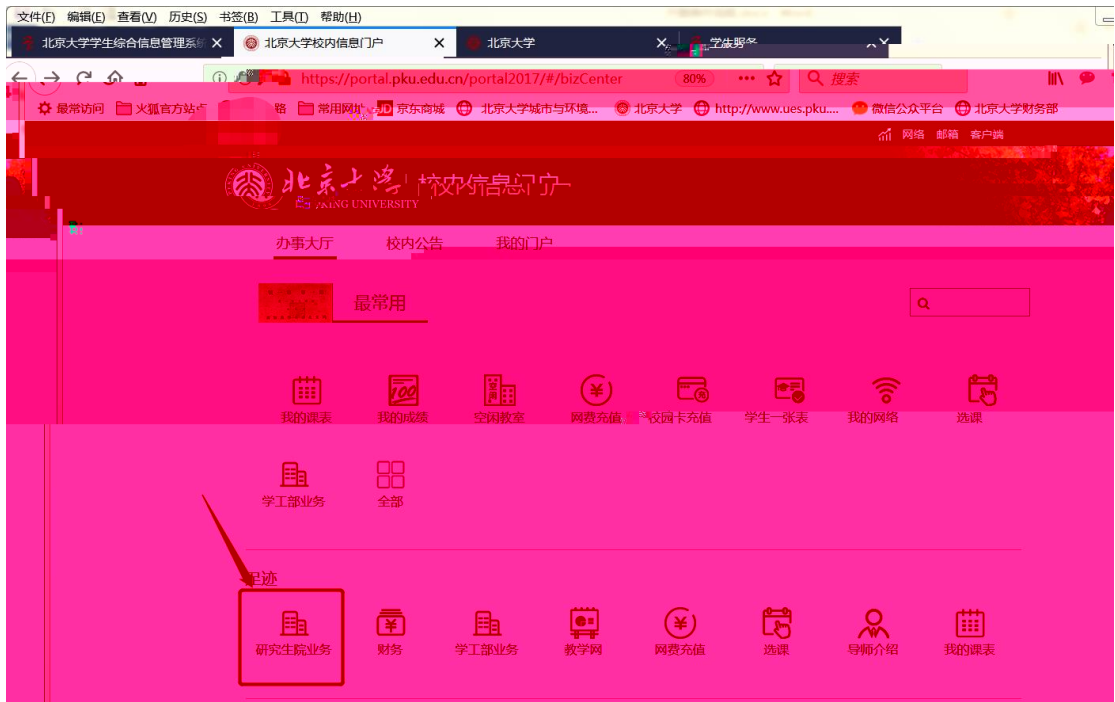 文件(F) 编辑(E) 查看(V) 历史(S) 书签(B) 工具(T) 帮助(H)
北京大学学生综合信息管理系统 × 北京大学校内信息门户 × 北京大学 ×
https://portal.pku.edu.cn/portal2017/#/bizCenter 80% ··· 搜索
最常访问 火狐官方站点 常用网址 JD 京东商城 北京大学城市与环境... 北京大学 http://www.ues.pku.... 微信公众平台 北京大学财务部
网络 邮箱 客户端
北京大学 校内信息门户
UNIVERSITY
办事大厅 校内公告 我的门户
最常用
我的课表 我的成绩 空闲教室 网费充值 校园卡充值 学生一张表 我的网络 选课
学工部业务 全部
足迹
研究生院业务 财务 学工部业务 教学网 网费充值 选课 导师介绍 我的课表